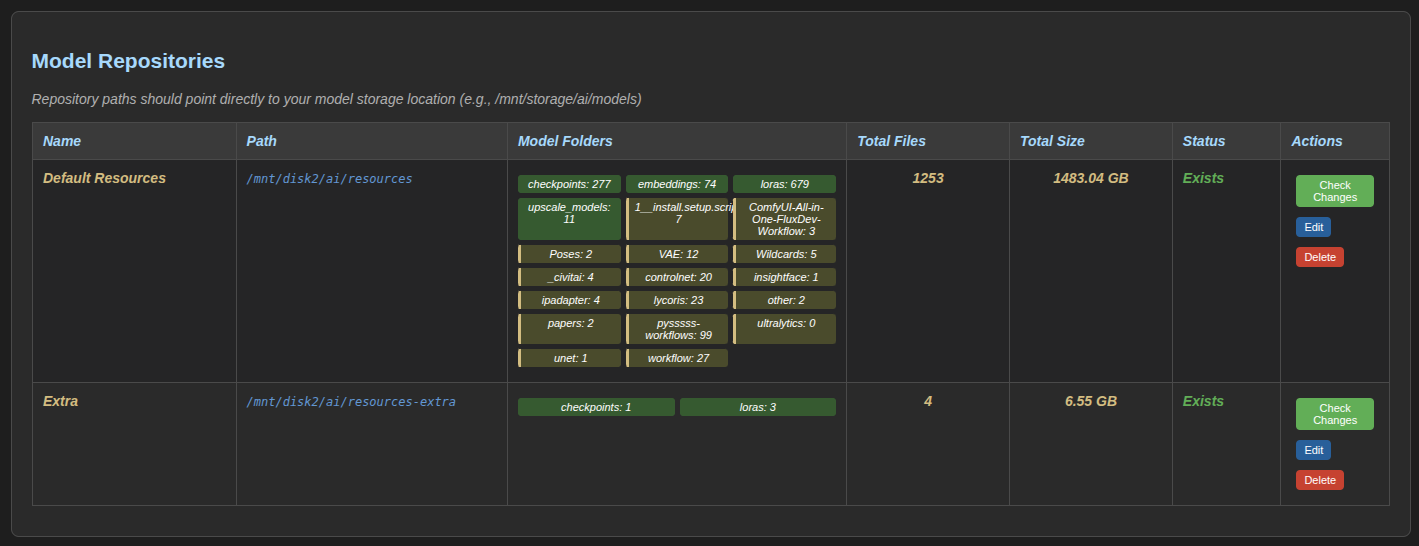 Model Repositories
Repository paths should point directly to your model storage location (e.g., /mnt/storage/ai/models)
Name Path Model Folders Total Files Total Size Status Actions
Default Resources /mnt/disk2/ai/resources 1253 1483.04 GB Exists
checkpoints: 277 embeddings: 74 loras: 679
upscale_models:
11
1__install.setup.scrip
7
ComfyUI-All-in-
One-FluxDev-
Workflow: 3
Poses: 2 VAE: 12 Wildcards: 5
_civitai: 4 controlnet: 20 insightface: 1
ipadapter: 4 lycoris: 23 other: 2
papers: 2
pysssss-
workflows: 99
ultralytics: 0
unet: 1 workflow: 27
Check
Changes
Edit
Delete
Extra /mnt/disk2/ai/resources-extra 4 6.55 GB Exists
checkpoints: 1 loras: 3
Check
Changes
Edit
Delete